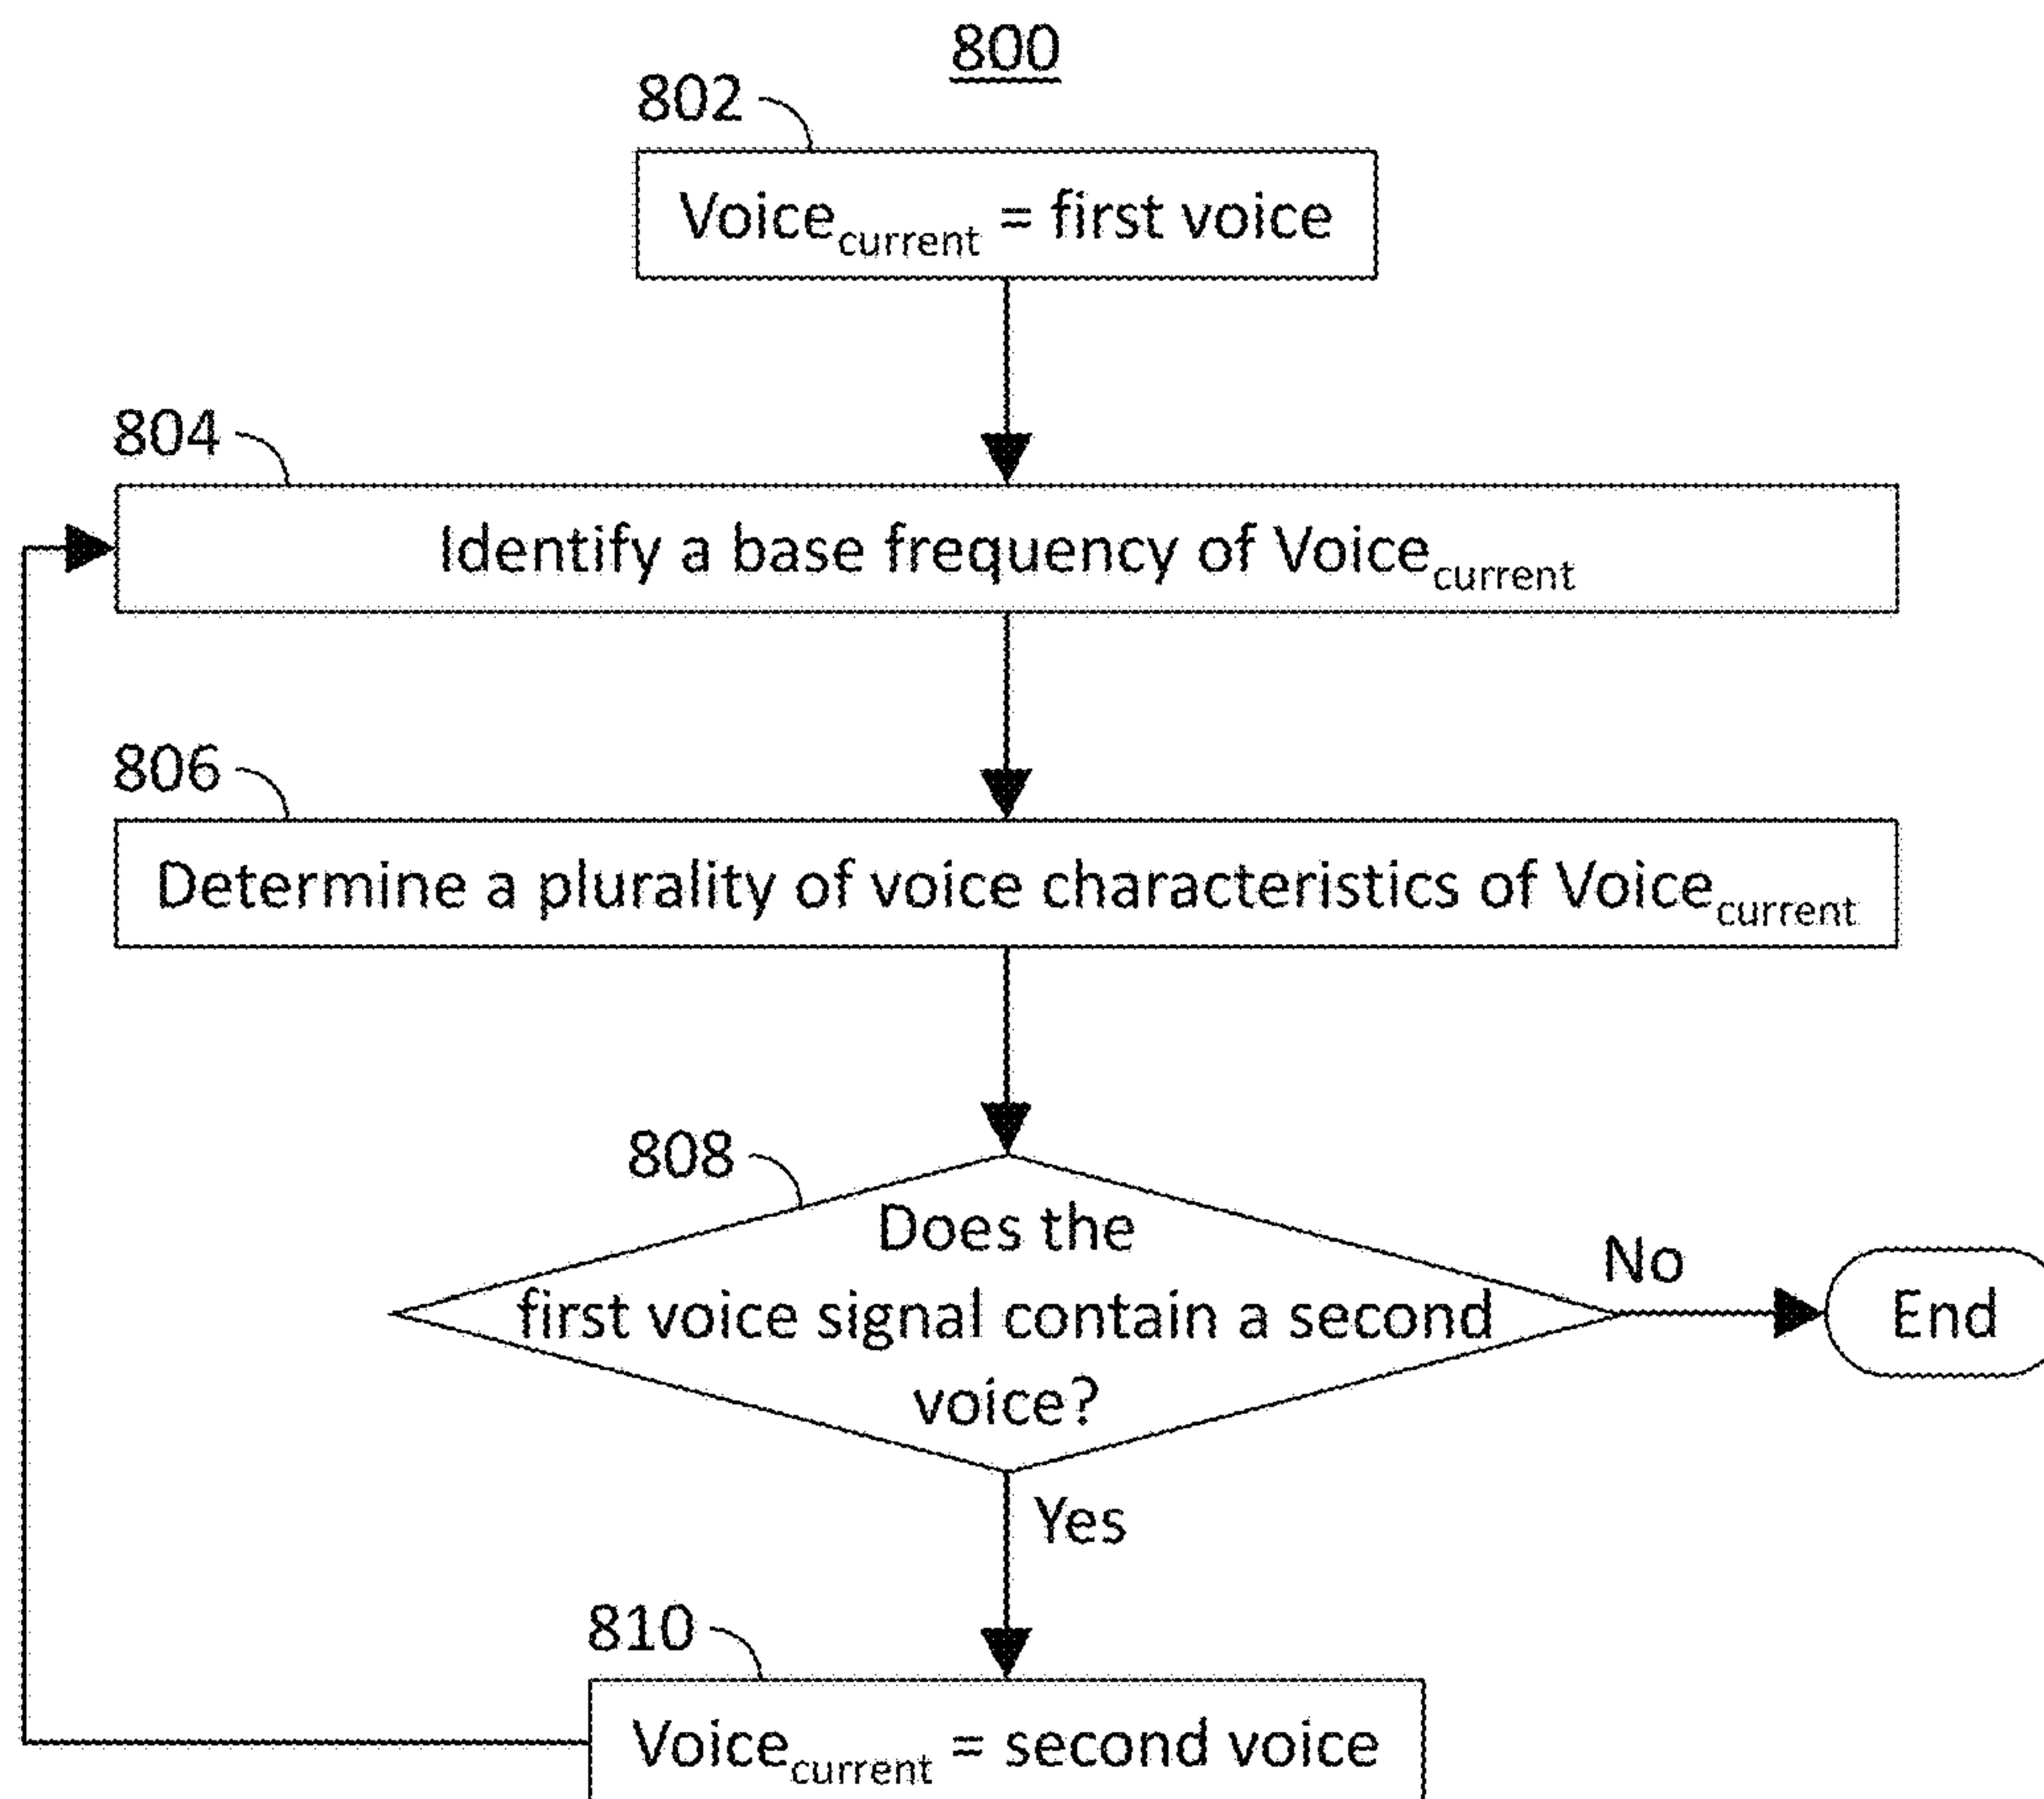 800
802
Voicecurrent = first voice
804
Identify a base frequency of Voicecurrent
806
Determine a plurality of voice characteristics of Voicecurrent
808
Does the
first voice signal contain a second
voice?
No
End
Yes
810
Voicecurrent = second voice